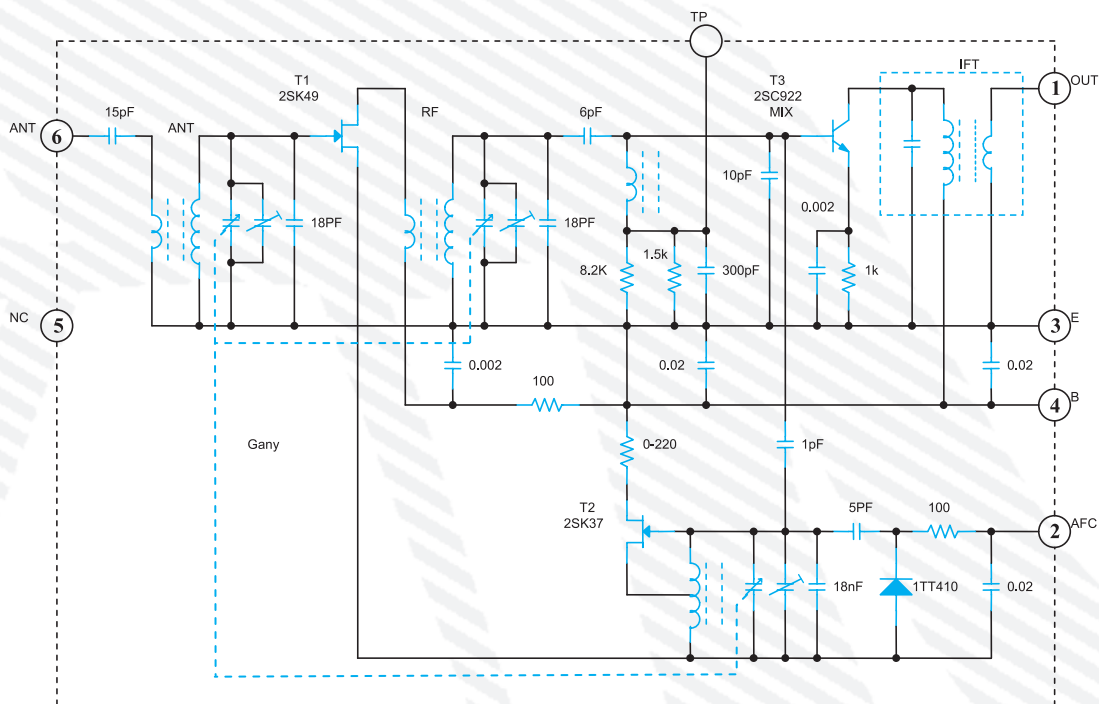 TP
T1
2SK49
T3
2SC922
MIX
IFT
1
OUT
15pF
RF
6pF
ANT
6
ANT
10pF
0.002
18PF
18PF
8.2K
1.5k
300pF
1k
NC
5
3
E
0.002
0.02
0.02
100
4
B
Gany
0-220
1pF
T2
2SK37
5PF
100
2
AFC
18nF
1TT410
0.02